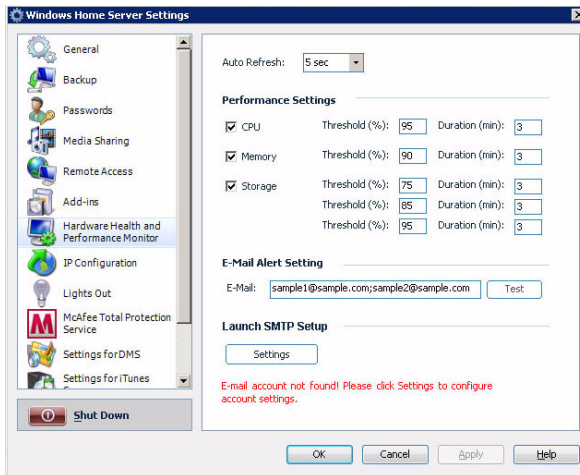 Windows Home Server Settings
General
Backup
Passwords
Media Sharing
Remote Access
Add-ins
Hardware Health and
Performance Monitor
IP Configuration
Lights Out
McAfee Total Protection
Service
Settings for DMS
Settings for iTunes
Shut Down
Auto Refresh: 5 sec
Performance Settings
CPU Threshold (%): 95 Duration (min): 3
Memory Threshold (%): 90 Duration (min): 3
Storage Threshold (%): 75 Duration (min): 3
Threshold (%): 85 Duration (min): 3
Threshold (%): 95 Duration (min): 3
E-Mail Alert Setting
E-Mail: sample1@sample.com;sample2@sample.com Test
Launch SMTP Setup
Settings
E-mail account not found! Please click Settings to configure
account settings.
OK Cancel Apply Help